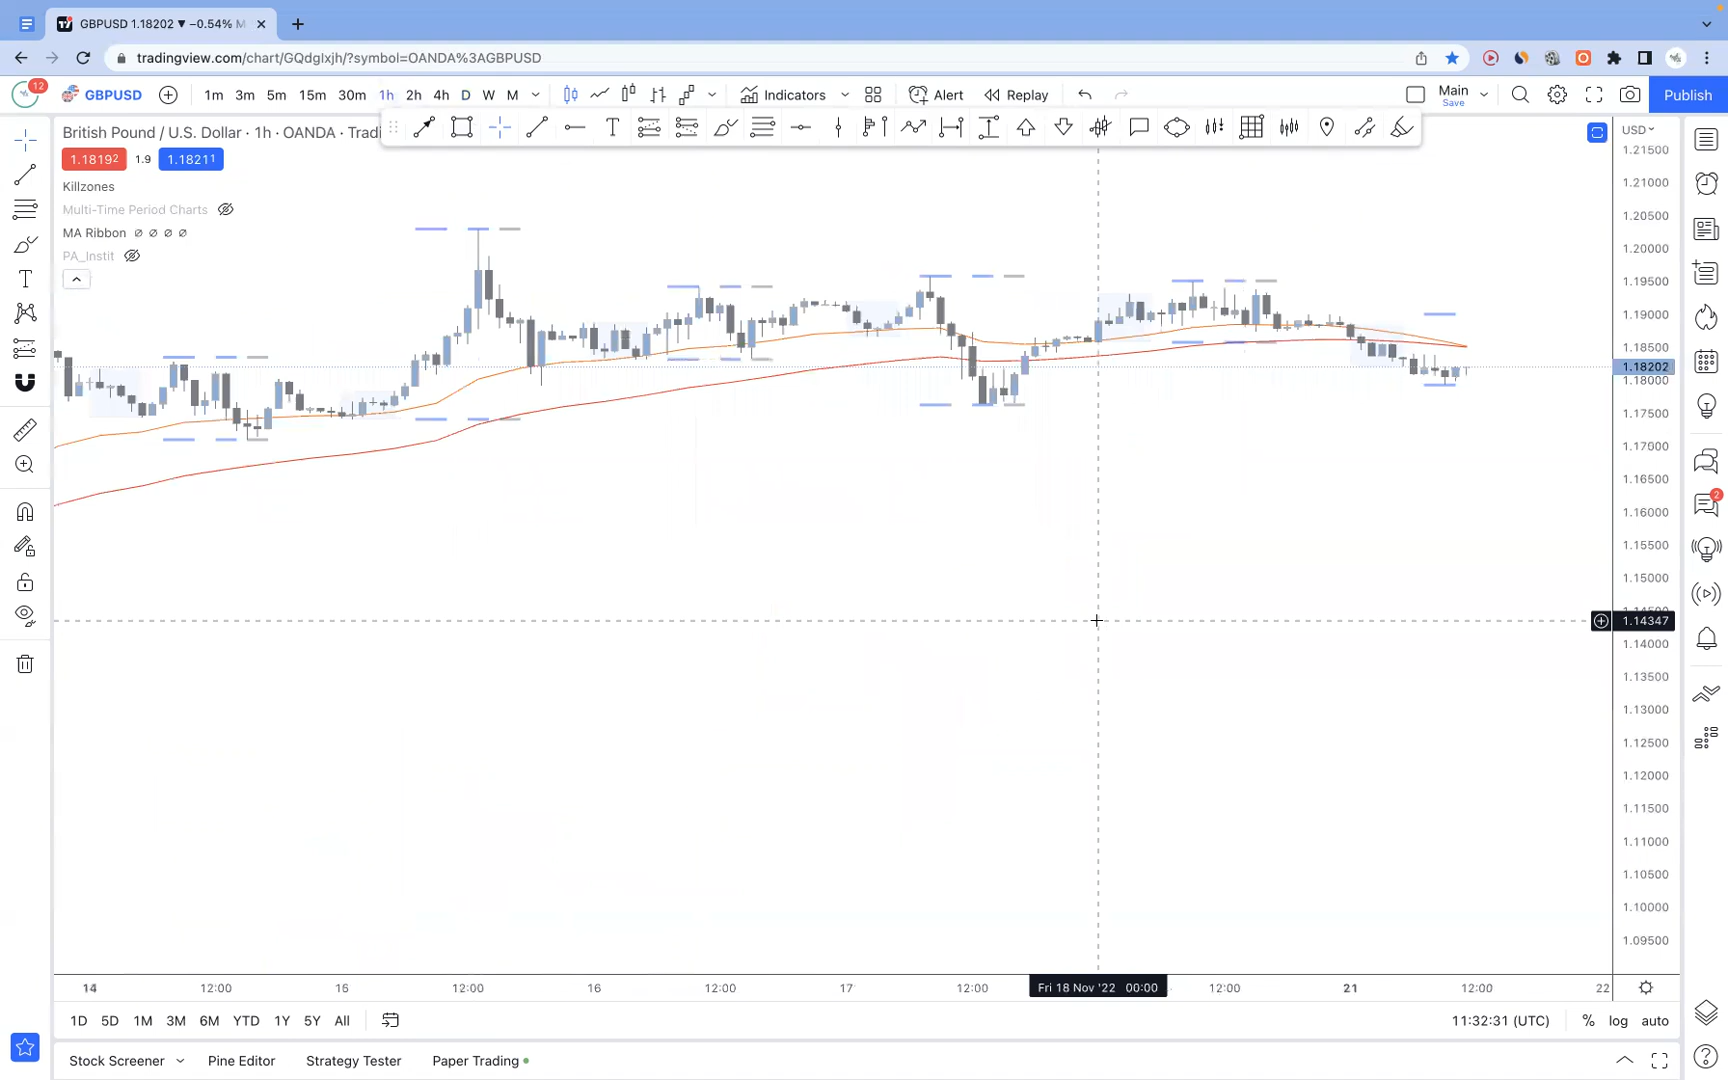 GBPUSD 1.18202 ▼ −0.54% M
tradingview.com/chart/GQdglxjh/?symbol=OANDA%3AGBPUSD
12
GBPUSD
1m 3m 5m 15m 30m 1h 2h 4h D W M
Indicators
Alert
Replay
Main
Save
Publish
British Pound / U.S. Dollar · 1h · OANDA · Tradi
USD
1.18192
1.9
1.18211
Killzones
Multi-Time Period Charts
MA Ribbon ∅ ∅ ∅ ∅
PA_Instit
1.21500
1.21000
1.20500
1.20000
1.19500
1.19000
1.18500
1.18202
1.18000
1.17500
1.17000
1.16500
1.16000
1.15500
1.15000
1.14500
1.14347
1.14000
1.13500
1.13000
1.12500
1.12000
1.11500
1.11000
1.10500
1.10000
1.09500
2
14 12:00 16 12:00 16 12:00 17 12:00 Fri 18 Nov '22 00:00 12:00 21 12:00 22
1D 5D 1M 3M 6M YTD 1Y 5Y All
11:32:31 (UTC)
% log auto
Stock Screener Pine Editor Strategy Tester Paper Trading